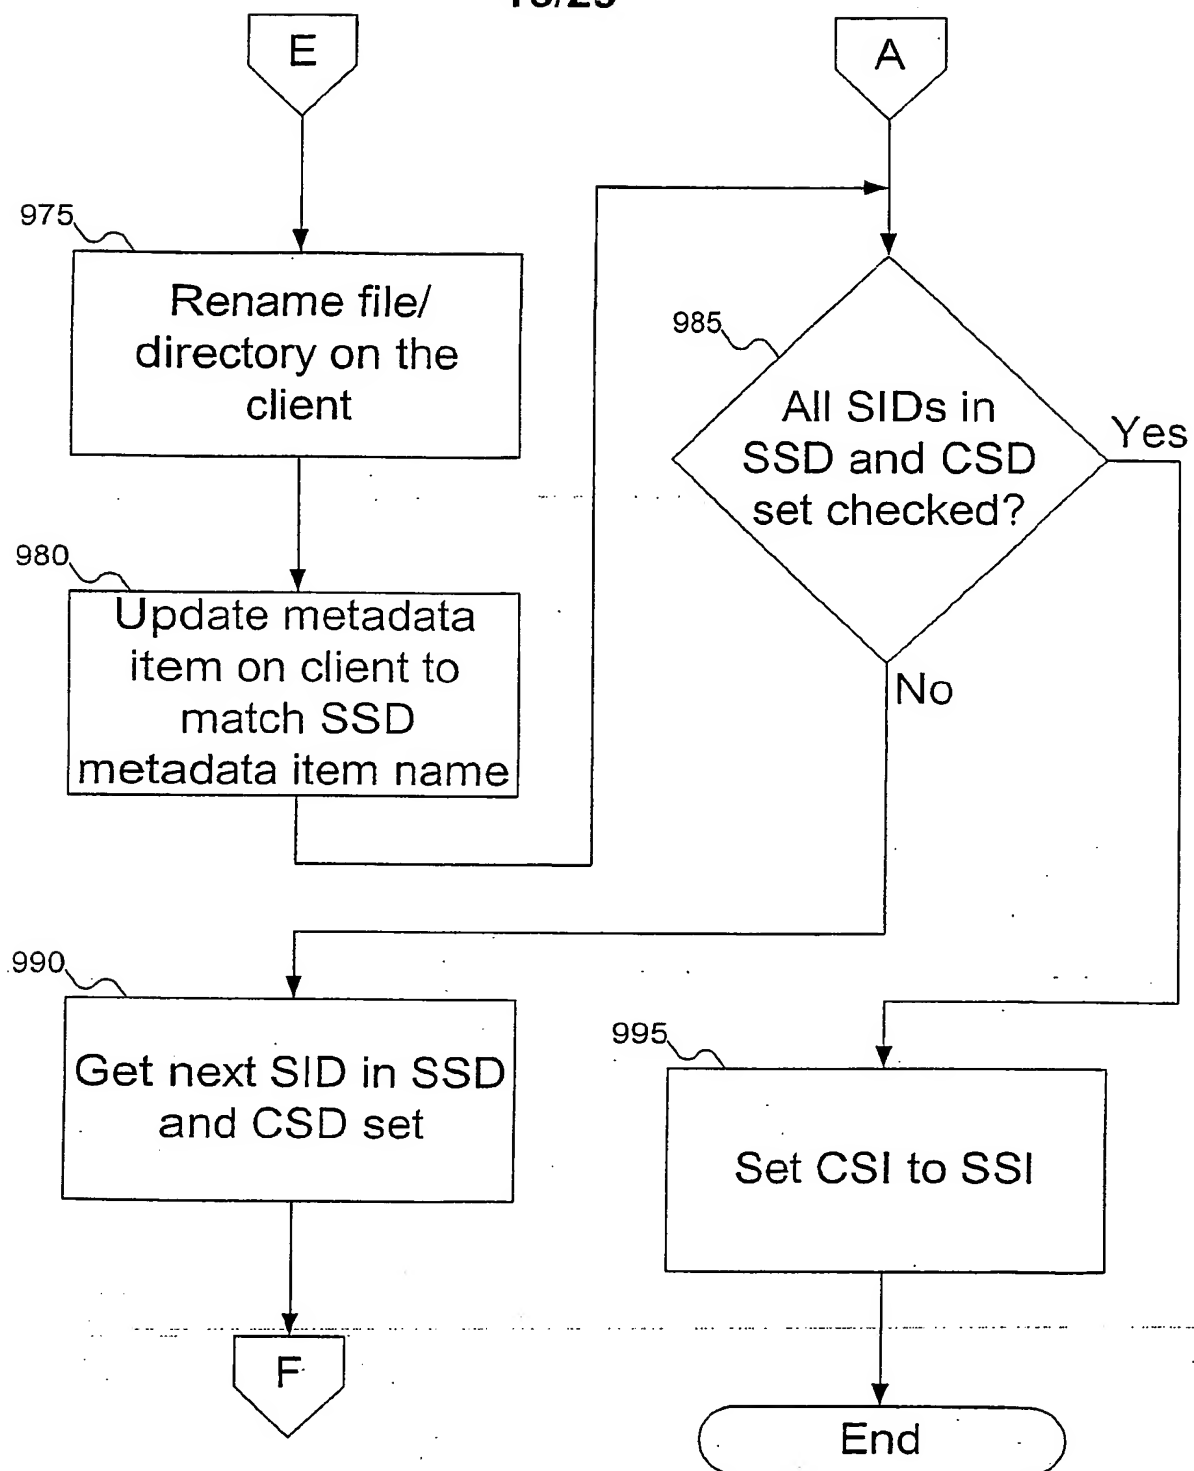 E
A
975
Rename file/
directory on the
client
985
All SIDs in
SSD and CSD
set checked?
Yes
No
980
Update metadata
item on client to
match SSD
metadata item name
990
Get next SID in SSD
and CSD set
995
Set CSI to SSI
F
End